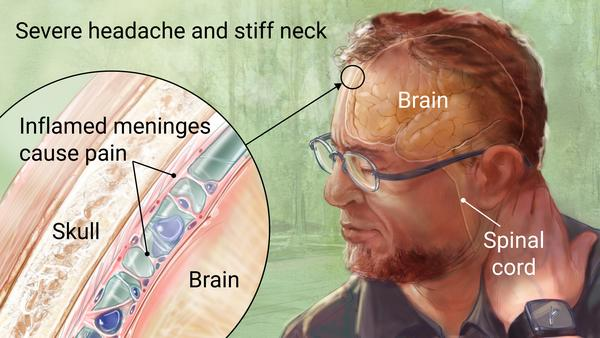 Severe headache and stiff neck
Inflamed meninges
cause pain
Skull
Brain
Brain
Spinal
cord